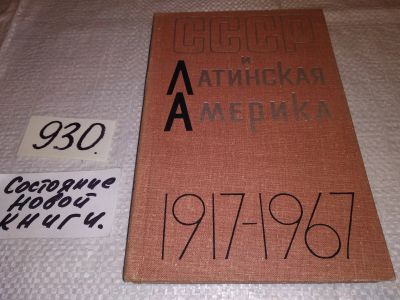 СССР
и
Латинская
Америка
1917-1967
930.
Состояние
Новой
книги.